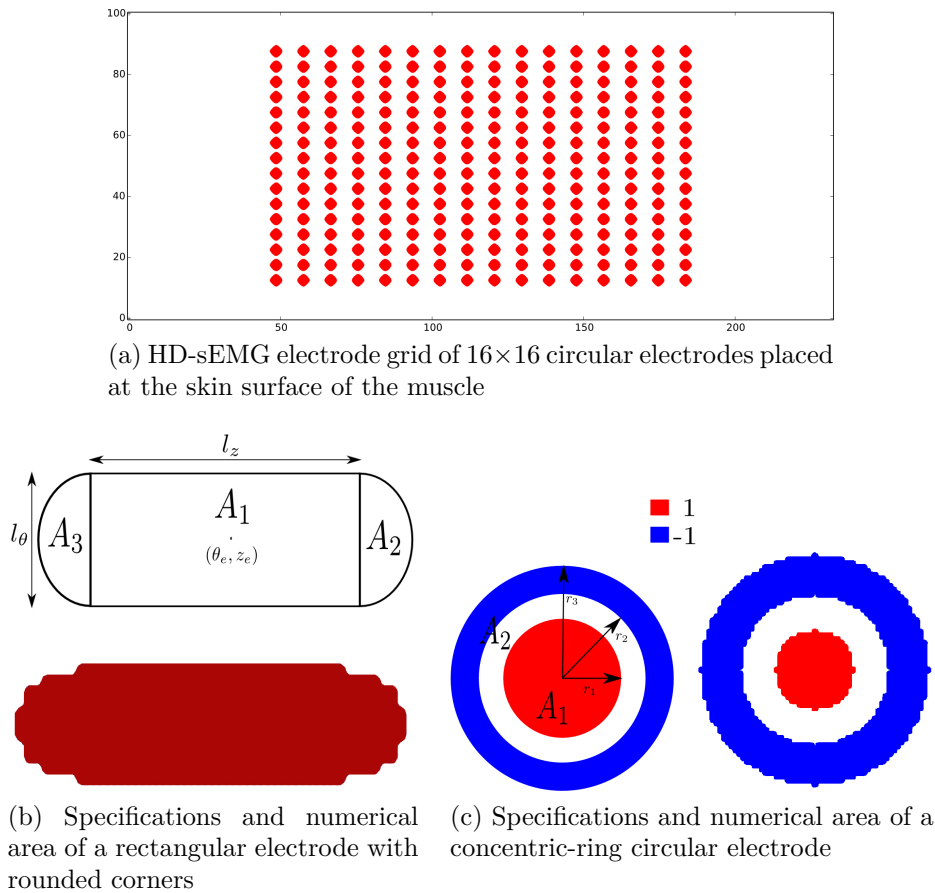 100
80
60
40
20
0
0 50 100 150 200
(a) HD-sEMG electrode grid of 16×16 circular electrodes placed
at the skin surface of the muscle
l_z
l_θ
A_3
A_1
A_2
(θ_e, z_e)
1
-1
r_3
A_2
r_2
r_1
A_1
(b) Specifications and numerical
area of a rectangular electrode with
rounded corners
(c) Specifications and numerical area of a
concentric-ring circular electrode